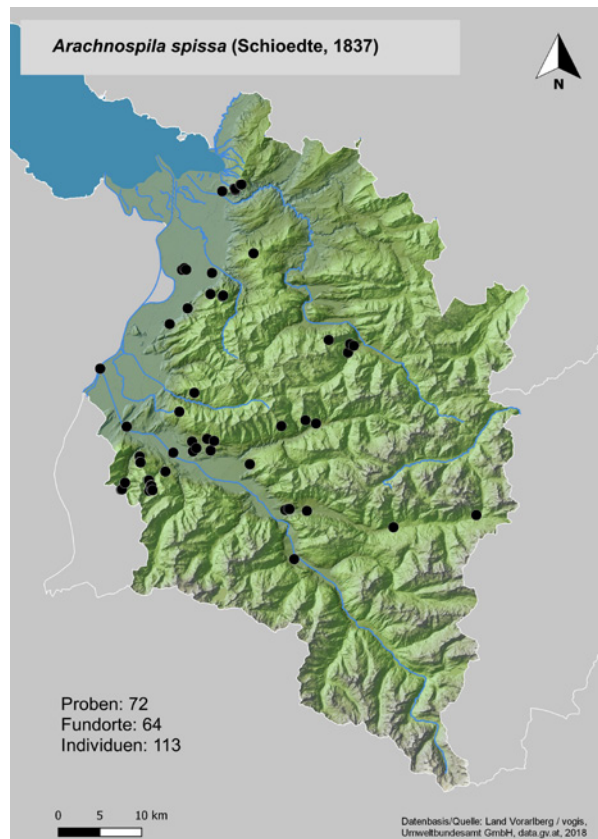 Arachnospila spissa (Schioedte, 1837)
N
Proben: 72
Fundorte: 64
Individuen: 113
0 5 10 km
Datenbasis/Quelle: Land Vorarlberg / vogis,
Umweltbundesamt GmbH, data.gv.at, 2018